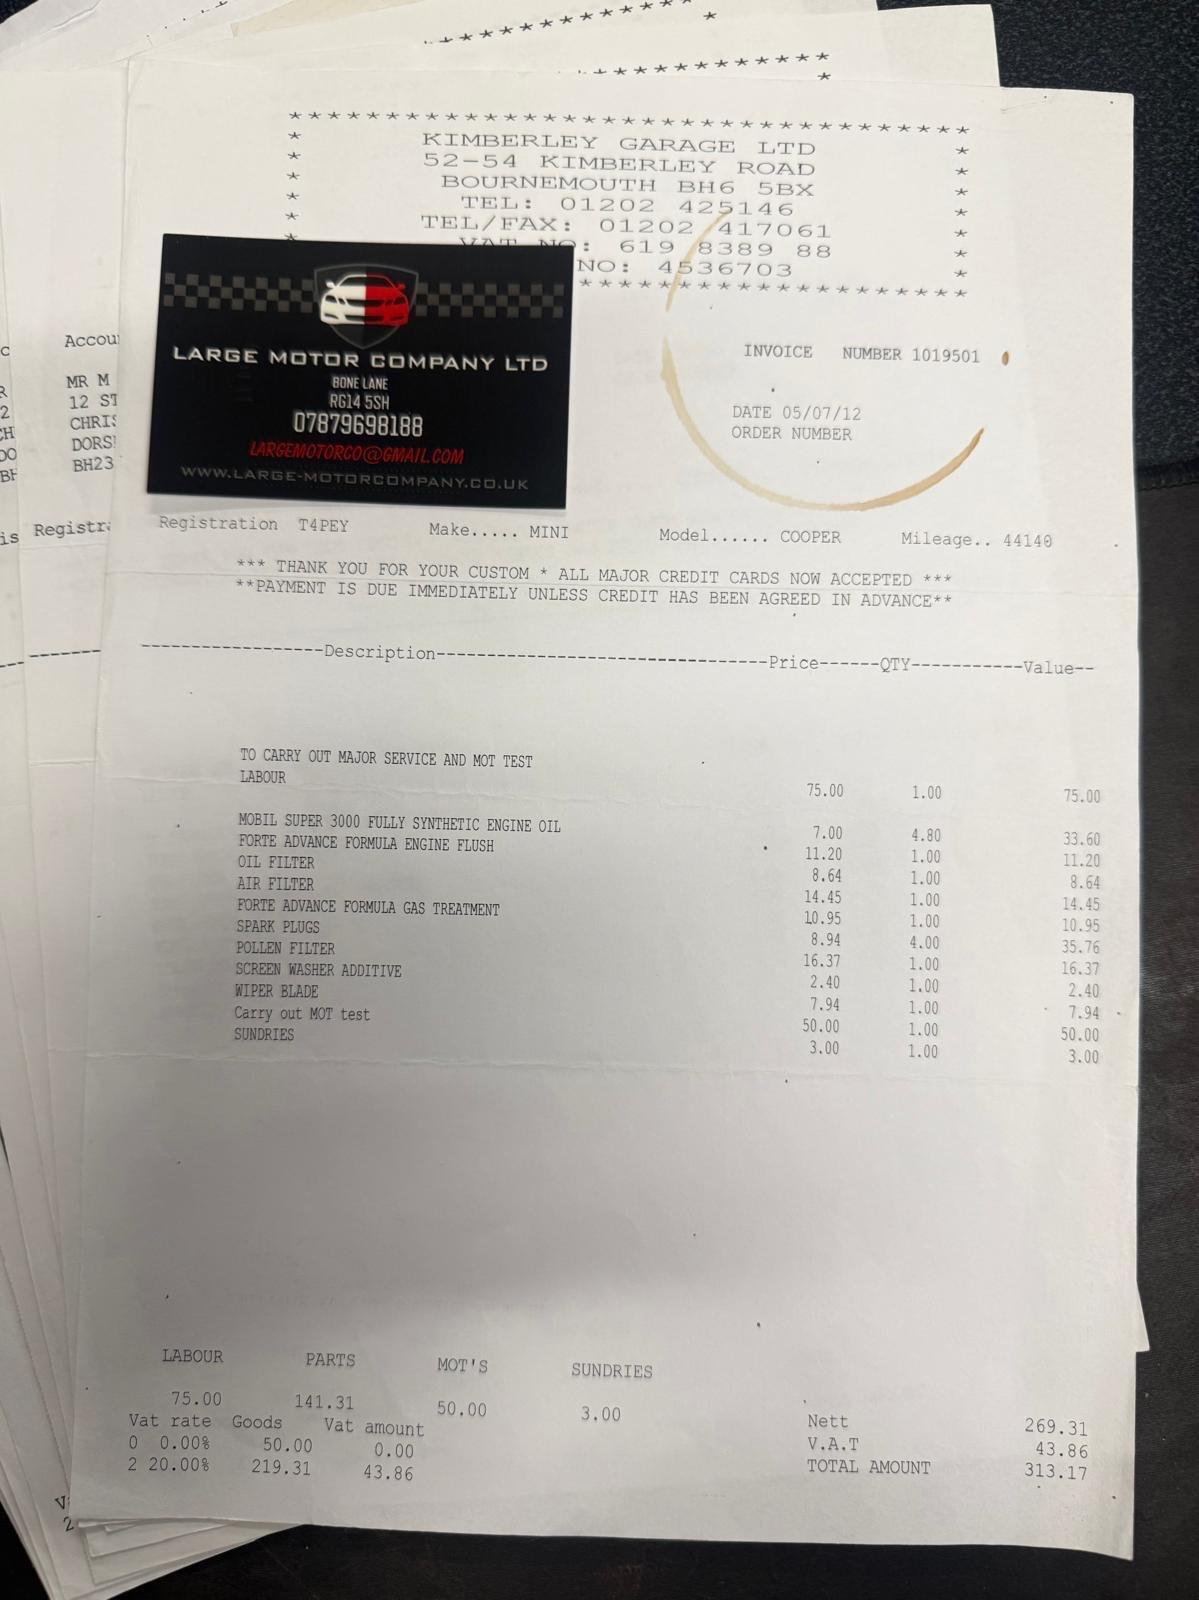 KIMBERLEY GARAGE LTD
52-54 KIMBERLEY ROAD
BOURNEMOUTH BH6 5BX
TEL: 01202 425146
TEL/FAX: 01202 417061
VAT NO: 619 8389 88
NO: 4536703
LARGE MOTOR COMPANY LTD
BONE LANE
RG14 5SH
07879698188
LARGEMOTORCO@GMAIL.COM
WWW.LARGE-MOTORCOMPANY.CO.UK
INVOICE NUMBER 1019501
DATE 05/07/12
ORDER NUMBER
Accou
MR M
12 ST
CHRIS
DORS
BH23
Registra
Registration T4PEY Make..... MINI Model...... COOPER Mileage.. 44140
*** THANK YOU FOR YOUR CUSTOM * ALL MAJOR CREDIT CARDS NOW ACCEPTED ***
**PAYMENT IS DUE IMMEDIATELY UNLESS CREDIT HAS BEEN AGREED IN ADVANCE**
------------------Description---------------------------------Price------QTY-----------Value--
TO CARRY OUT MAJOR SERVICE AND MOT TEST
LABOUR 75.00 1.00 75.00
MOBIL SUPER 3000 FULLY SYNTHETIC ENGINE OIL 7.00 4.80 33.60
FORTE ADVANCE FORMULA ENGINE FLUSH 11.20 1.00 11.20
OIL FILTER 8.64 1.00 8.64
AIR FILTER 14.45 1.00 14.45
FORTE ADVANCE FORMULA GAS TREATMENT 10.95 1.00 10.95
SPARK PLUGS 8.94 4.00 35.76
POLLEN FILTER 16.37 1.00 16.37
SCREEN WASHER ADDITIVE 2.40 1.00 2.40
WIPER BLADE 7.94 1.00 7.94
Carry out MOT test 50.00 1.00 50.00
SUNDRIES 3.00 1.00 3.00
LABOUR PARTS MOT'S SUNDRIES
75.00 141.31 50.00 3.00
Vat rate Goods Vat amount
0 0.00% 50.00 0.00
2 20.00% 219.31 43.86
Nett 269.31
V.A.T 43.86
TOTAL AMOUNT 313.17